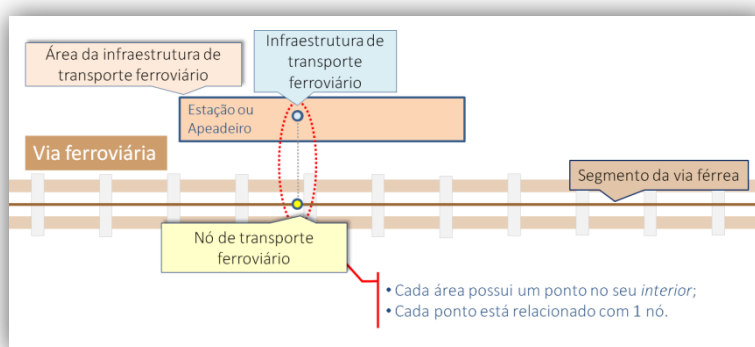 Área da infraestrutura de
transporte ferroviário
Infraestrutura de
transporte
ferroviário
Estação ou
Apeadeiro
Via ferroviária
Segmento da via férrea
Nó de transporte
ferroviário
• Cada área possui um ponto no seu interior;
• Cada ponto está relacionado com 1 nó.